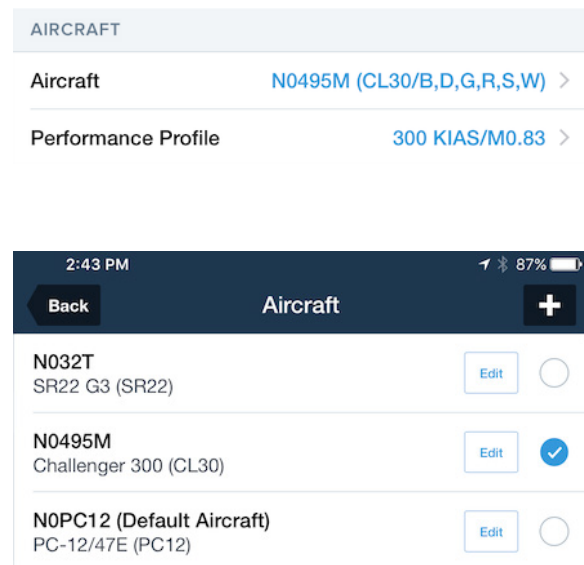 AIRCRAFT
Aircraft N0495M (CL30/B,D,G,R,S,W)
Performance Profile 300 KIAS/M0.83
2:43 PM 87%
Back Aircraft
N032T
SR22 G3 (SR22) Edit
N0495M
Challenger 300 (CL30) Edit
N0PC12 (Default Aircraft)
PC-12/47E (PC12) Edit